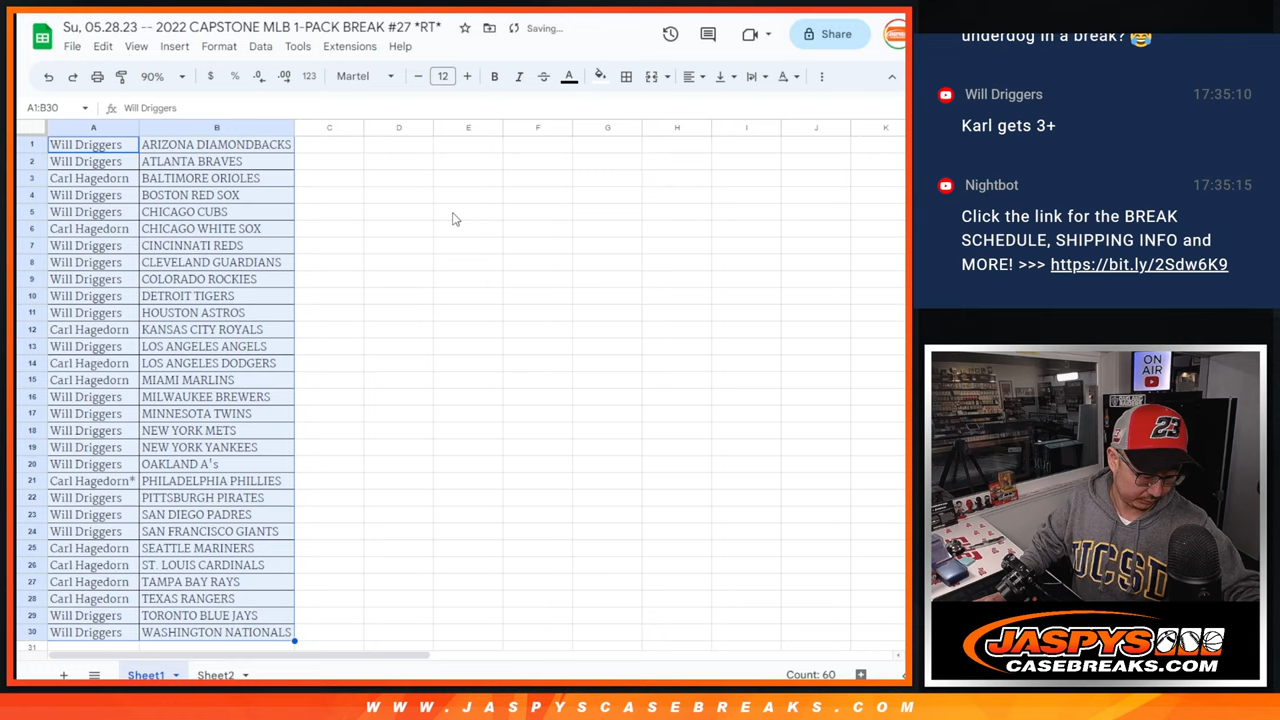 Su, 05.28.23 -- 2022 CAPSTONE MLB 1-PACK BREAK #27 *RT*
Saving...
Share
File Edit View Insert Format Data Tools Extensions Help
90% $ % .0 .00 123 Martel 12 B I A
A1:B30 fx Will Driggers
A B C D E F G H I J K
1 Will Driggers ARIZONA DIAMONDBACKS
2 Will Driggers ATLANTA BRAVES
3 Carl Hagedorn BALTIMORE ORIOLES
4 Will Driggers BOSTON RED SOX
5 Will Driggers CHICAGO CUBS
6 Carl Hagedorn CHICAGO WHITE SOX
7 Will Driggers CINCINNATI REDS
8 Will Driggers CLEVELAND GUARDIANS
9 Will Driggers COLORADO ROCKIES
10 Will Driggers DETROIT TIGERS
11 Will Driggers HOUSTON ASTROS
12 Carl Hagedorn KANSAS CITY ROYALS
13 Will Driggers LOS ANGELES ANGELS
14 Carl Hagedorn LOS ANGELES DODGERS
15 Carl Hagedorn MIAMI MARLINS
16 Will Driggers MILWAUKEE BREWERS
17 Will Driggers MINNESOTA TWINS
18 Will Driggers NEW YORK METS
19 Will Driggers NEW YORK YANKEES
20 Will Driggers OAKLAND A's
21 Carl Hagedorn* PHILADELPHIA PHILLIES
22 Will Driggers PITTSBURGH PIRATES
23 Will Driggers SAN DIEGO PADRES
24 Will Driggers SAN FRANCISCO GIANTS
25 Carl Hagedorn SEATTLE MARINERS
26 Carl Hagedorn ST. LOUIS CARDINALS
27 Carl Hagedorn TAMPA BAY RAYS
28 Carl Hagedorn TEXAS RANGERS
29 Will Driggers TORONTO BLUE JAYS
30 Will Driggers WASHINGTON NATIONALS
31
Sheet1 Sheet2 Count: 60
underdog in a break? 😂
Will Driggers 17:35:10
Karl gets 3+
Nightbot 17:35:15
Click the link for the BREAK
SCHEDULE, SHIPPING INFO and
MORE! >>> https://bit.ly/2Sdw6K9
ON
AIR
23
UCSD
JASPYS
CASEBREAKS.COM
WWW.JASPYSCASEBREAKS.COM